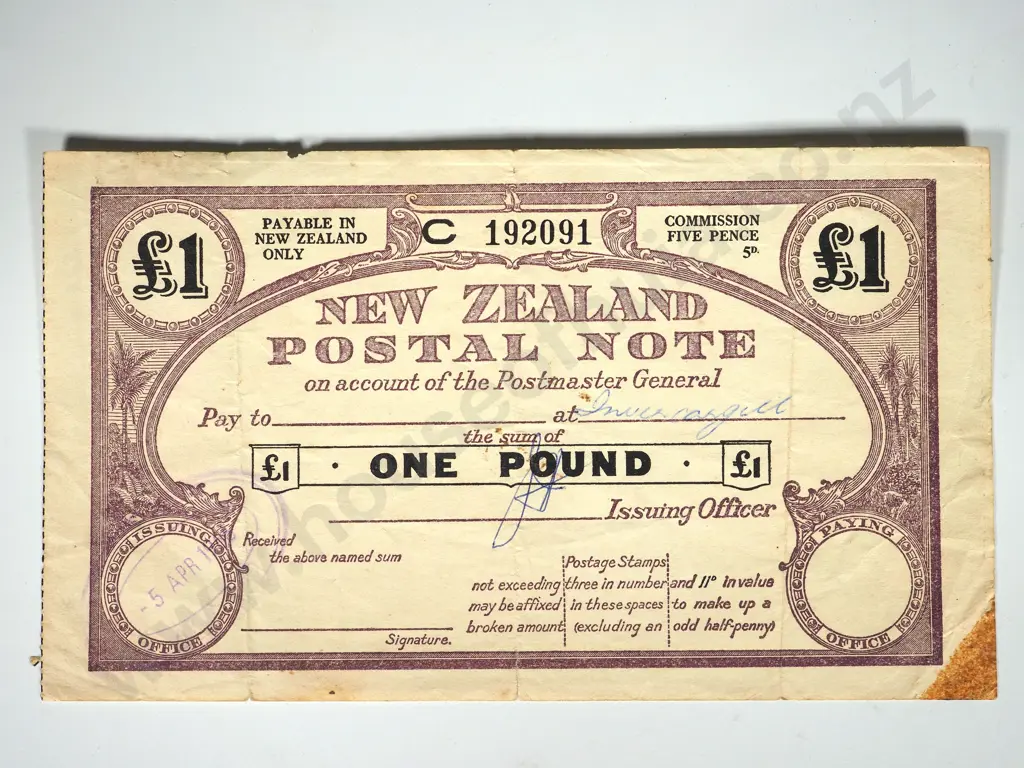 £1
PAYABLE IN
NEW ZEALAND
ONLY
C 192091
COMMISSION
FIVE PENCE
5D.
£1
NEW ZEALAND
POSTAL NOTE
on account of the Postmaster General
Pay to at Invercargill
the sum of
£1 · ONE POUND · £1
Issuing Officer
ISSUING
OFFICE
- 5 APR
Received
the above named sum
Signature.
not exceeding
may be affixed
broken amount
Postage Stamps
three in number
in these spaces
(excluding an
and 11D in value
to make up a
odd half-penny)
PAYING
OFFICE